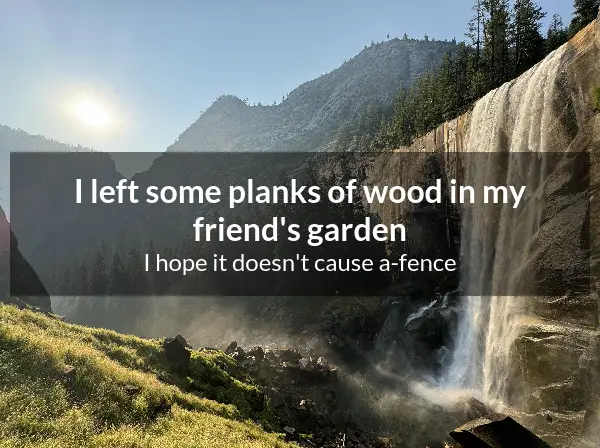 I left some planks of wood in my
friend's garden
I hope it doesn't cause a-fence